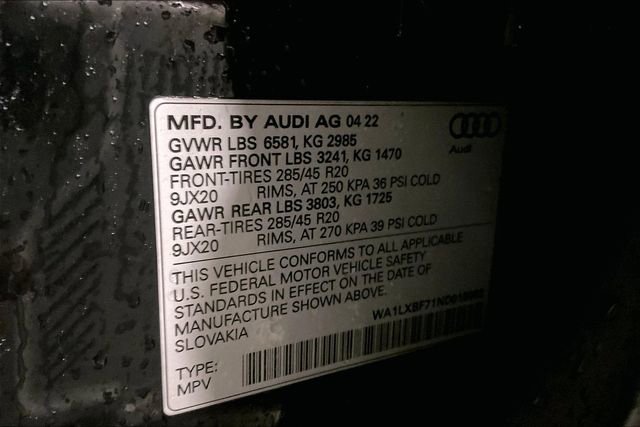 MFD. BY AUDI AG 04 22
GVWR LBS 6581, KG 2985
GAWR FRONT LBS 3241, KG 1470
FRONT-TIRES 285/45 R20
9JX20 RIMS, AT 250 KPA 36 PSI COLD
GAWR REAR LBS 3803, KG 1725
REAR-TIRES 285/45 R20
9JX20 RIMS, AT 270 KPA 39 PSI COLD
Audi
THIS VEHICLE CONFORMS TO ALL APPLICABLE
U.S. FEDERAL MOTOR VEHICLE SAFETY
STANDARDS IN EFFECT ON THE DATE OF
MANUFACTURE SHOWN ABOVE.
SLOVAKIA
TYPE:
MPV